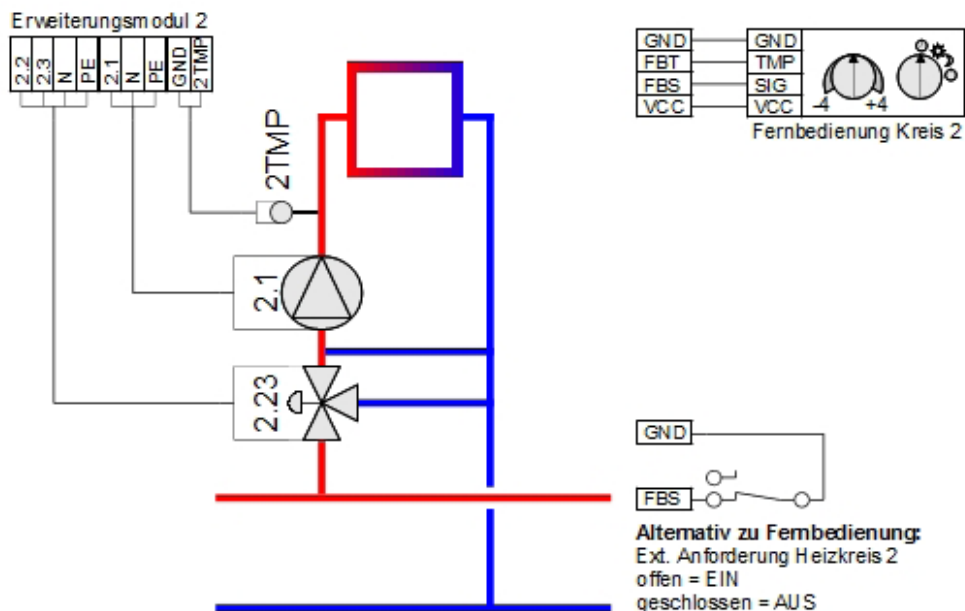 Erweiterungsmodul 2
2.2 2.3 N PE 2.1 N PE GND 2TMP
GND GND
FBT TMP
FBS SIG
VCC VCC
-4 +4
Fernbedienung Kreis 2
2TMP
2.1
2.23
GND
FBS
Alternativ zu Fernbedienung:
Ext. Anforderung Heizkreis 2
offen = EIN
geschlossen = AUS